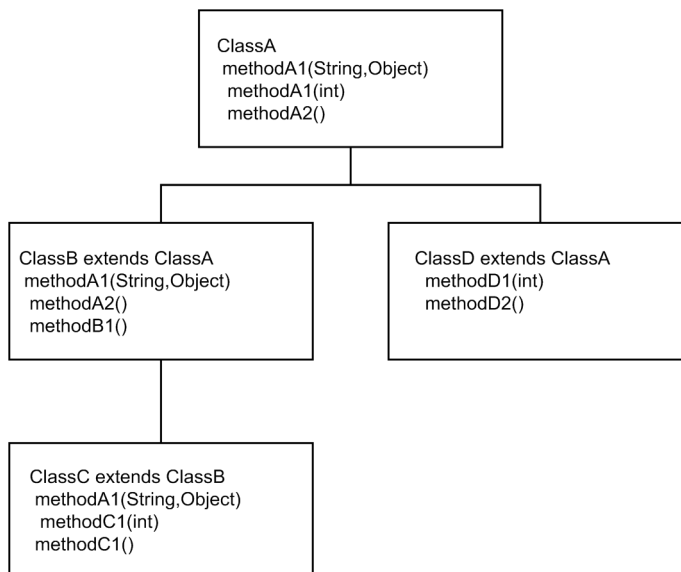 ClassA
methodA1(String,Object)
methodA1(int)
methodA2()
ClassB extends ClassA
methodA1(String,Object)
methodA2()
methodB1()
ClassD extends ClassA
methodD1(int)
methodD2()
ClassC extends ClassB
methodA1(String,Object)
methodC1(int)
methodC1()